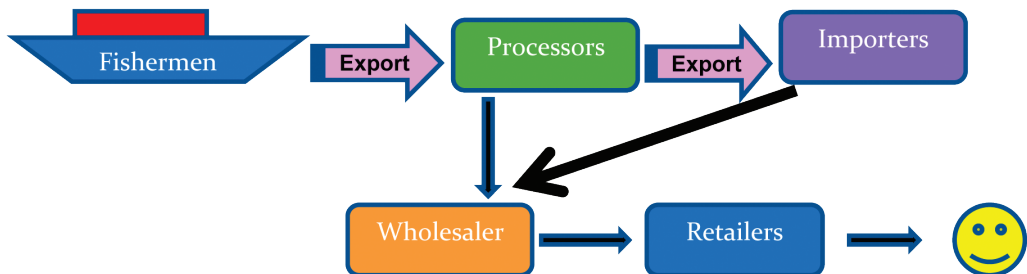 Fishermen
Export
Processors
Export
Importers
Wholesaler
Retailers